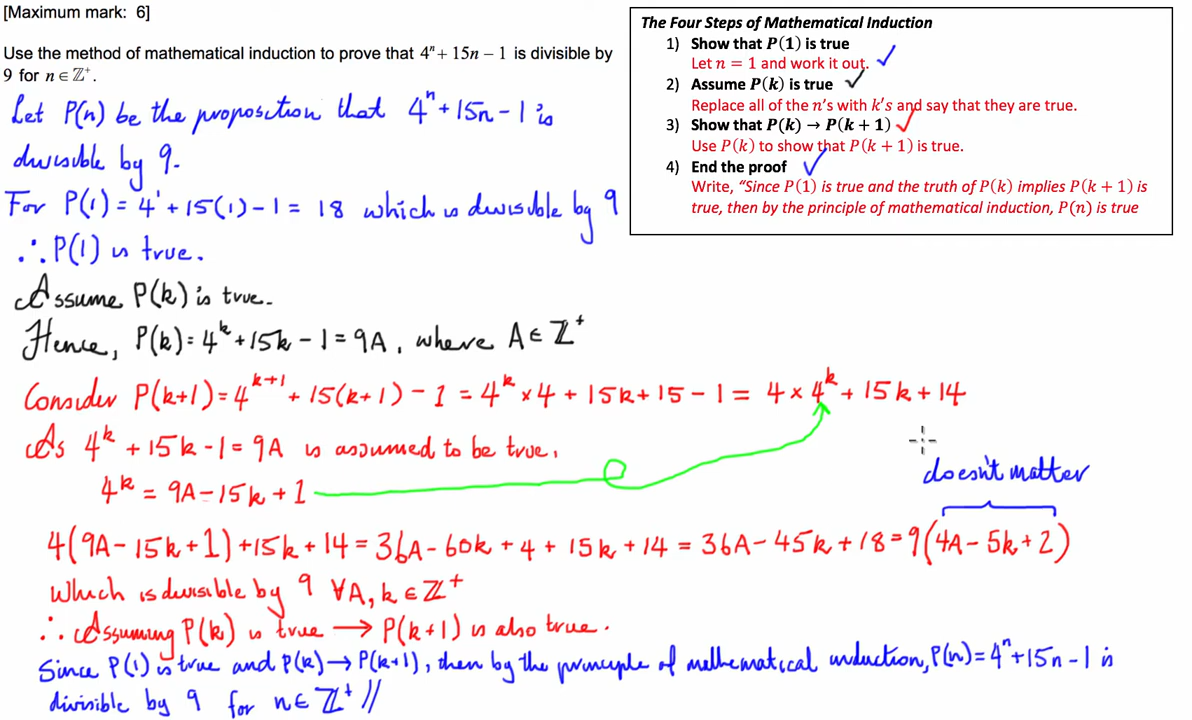 [Maximum mark: 6]
Use the method of mathematical induction to prove that 4ⁿ + 15n − 1 is divisible by
9 for n ∈ ℤ⁺.
The Four Steps of Mathematical Induction
1) Show that P(1) is true
Let n = 1 and work it out.
2) Assume P(k) is true
Replace all of the n's with k's and say that they are true.
3) Show that P(k) → P(k + 1)
Use P(k) to show that P(k + 1) is true.
4) End the proof
Write, "Since P(1) is true and the truth of P(k) implies P(k + 1) is
true, then by the principle of mathematical induction, P(n) is true
Let P(n) be the proposition that 4ⁿ + 15n − 1 is
divisible by 9.
For P(1) = 4¹ + 15(1) − 1 = 18 which is divisible by 9
∴ P(1) is true.
Assume P(k) is true.
Hence, P(k) = 4ᵏ + 15k − 1 = 9A, where A ∈ ℤ⁺
Consider P(k+1) = 4ᵏ⁺¹ + 15(k+1) − 1 = 4ᵏ × 4 + 15k + 15 − 1 = 4 × 4ᵏ + 15k + 14
As 4ᵏ + 15k − 1 = 9A is assumed to be true,
4ᵏ = 9A − 15k + 1
doesn't matter
4(9A − 15k + 1) + 15k + 14 = 36A − 60k + 4 + 15k + 14 = 36A − 45k + 18 = 9(4A − 5k + 2)
Which is divisible by 9 ∀A, k ∈ ℤ⁺
∴ Assuming P(k) is true → P(k+1) is also true.
Since P(1) is true and P(k) → P(k+1), then by the principle of mathematical induction, P(n) = 4ⁿ + 15n − 1 is
divisible by 9 for n ∈ ℤ⁺ //